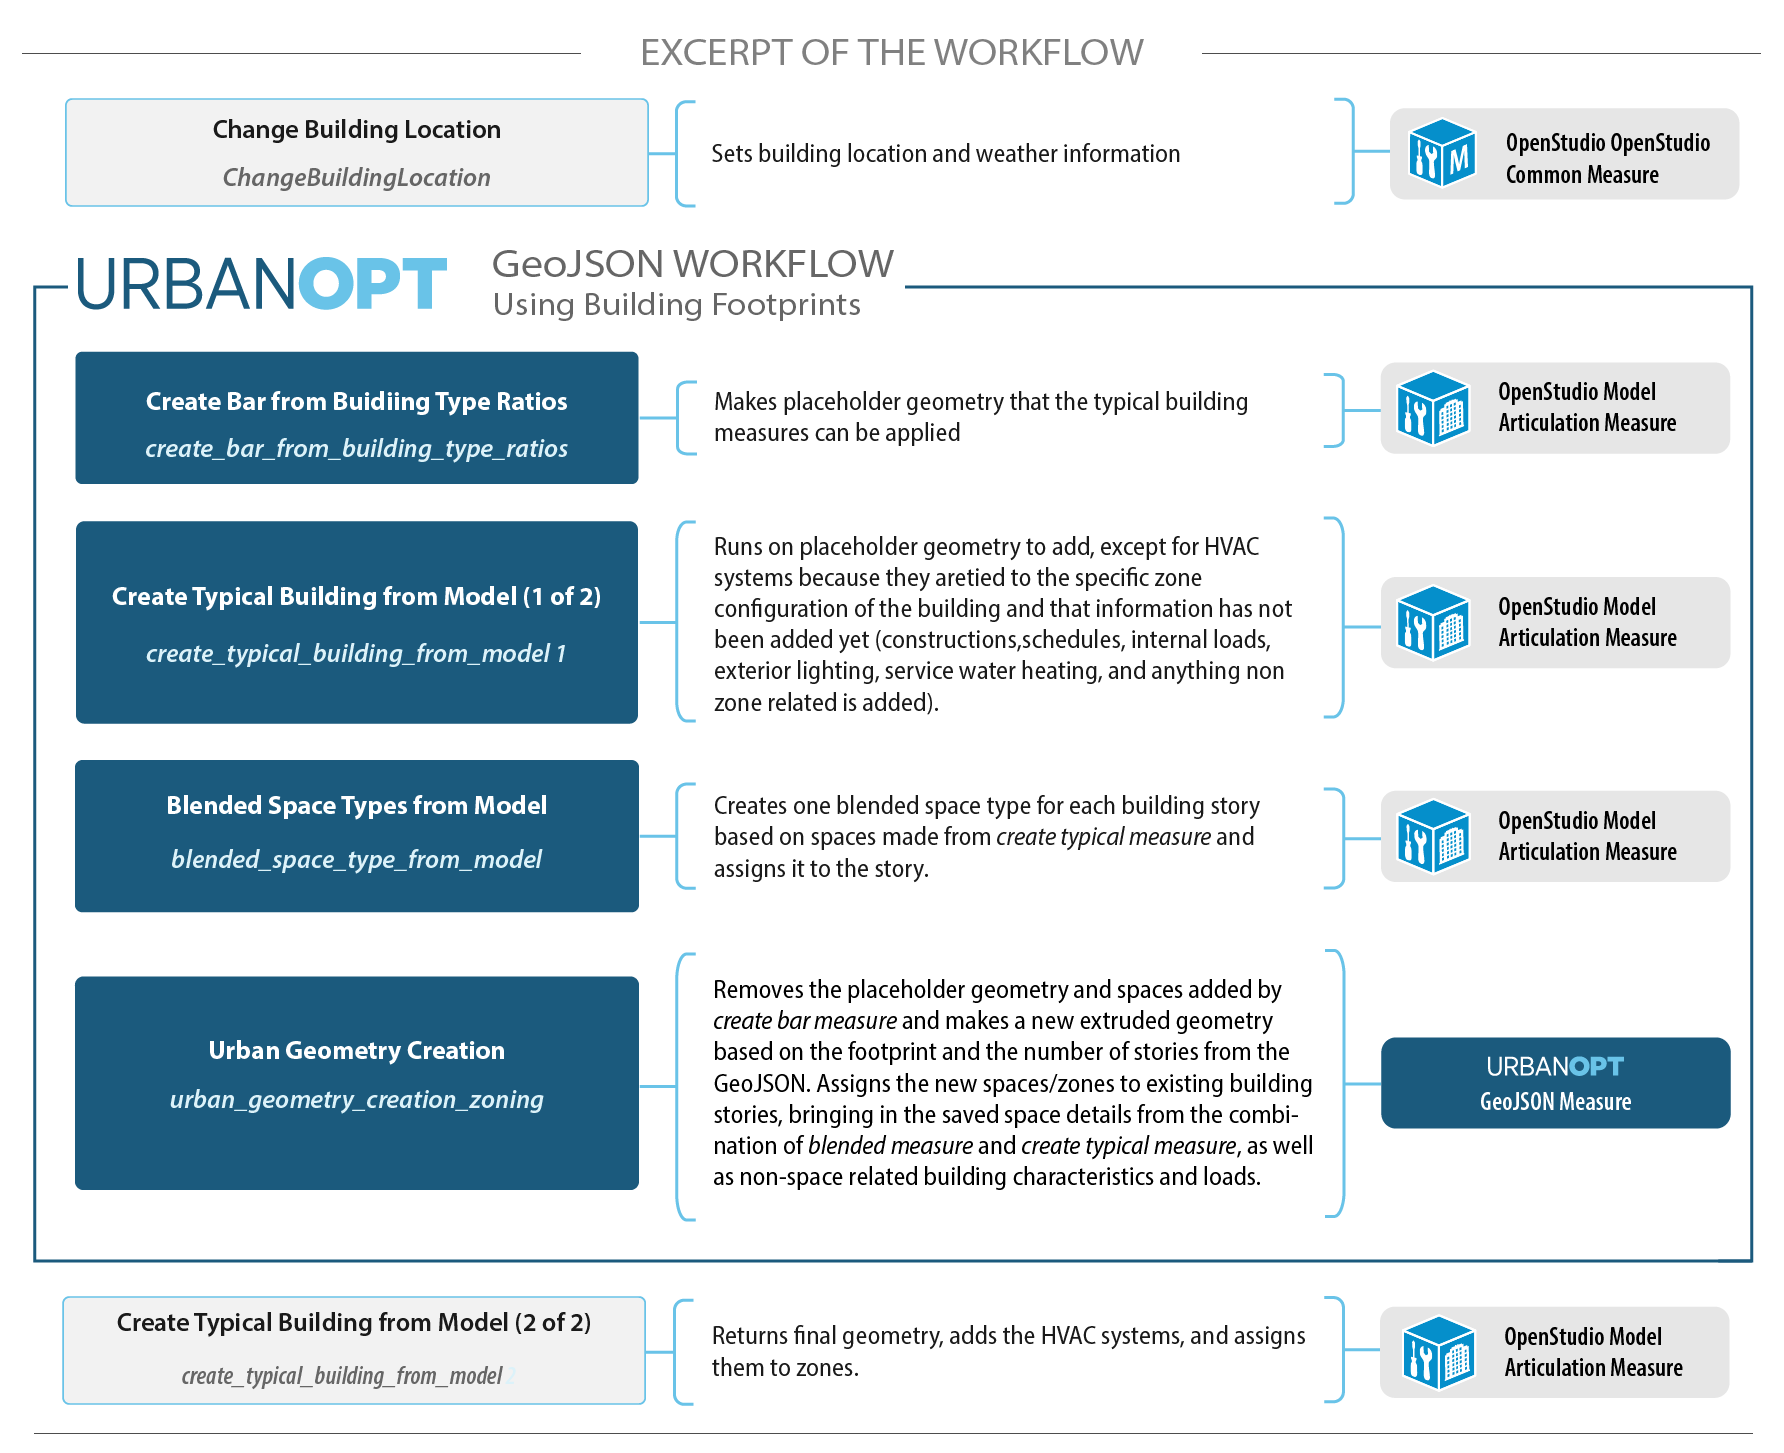 EXCERPT OF THE WORKFLOW
Change Building Location
ChangeBuildingLocation
Sets building location and weather information
M
OpenStudio OpenStudio
Common Measure
URBANOPT
GeoJSON WORKFLOW
Using Building Footprints
Create Bar from Buidiing Type Ratios
create_bar_from_building_type_ratios
Makes placeholder geometry that the typical building
measures can be applied
OpenStudio Model
Articulation Measure
Create Typical Building from Model (1 of 2)
create_typical_building_from_model 1
Runs on placeholder geometry to add, except for HVAC
systems because they aretied to the specific zone
configuration of the building and that information has not
been added yet (constructions,schedules, internal loads,
exterior lighting, service water heating, and anything non
zone related is added).
OpenStudio Model
Articulation Measure
Blended Space Types from Model
blended_space_type_from_model
Creates one blended space type for each building story
based on spaces made from create typical measure and
assigns it to the story.
OpenStudio Model
Articulation Measure
Urban Geometry Creation
urban_geometry_creation_zoning
Removes the placeholder geometry and spaces added by
create bar measure and makes a new extruded geometry
based on the footprint and the number of stories from the
GeoJSON. Assigns the new spaces/zones to existing building
stories, bringing in the saved space details from the combi-
nation of blended measure and create typical measure, as well
as non-space related building characteristics and loads.
URBANOPT
GeoJSON Measure
Create Typical Building from Model (2 of 2)
create_typical_building_from_model 2
Returns final geometry, adds the HVAC systems, and assigns
them to zones.
OpenStudio Model
Articulation Measure